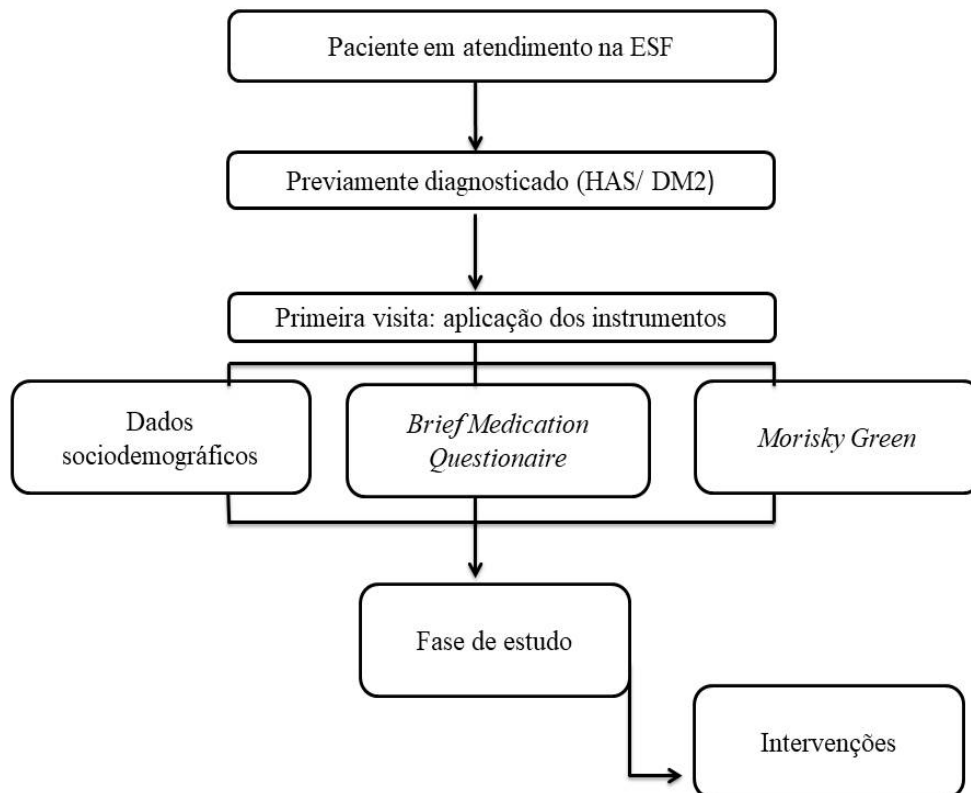 Paciente em atendimento na ESF
Previamente diagnosticado (HAS/ DM2)
Primeira visita: aplicação dos instrumentos
Dados
sociodemográficos
Brief Medication
Questionaire
Morisky Green
Fase de estudo
Intervenções